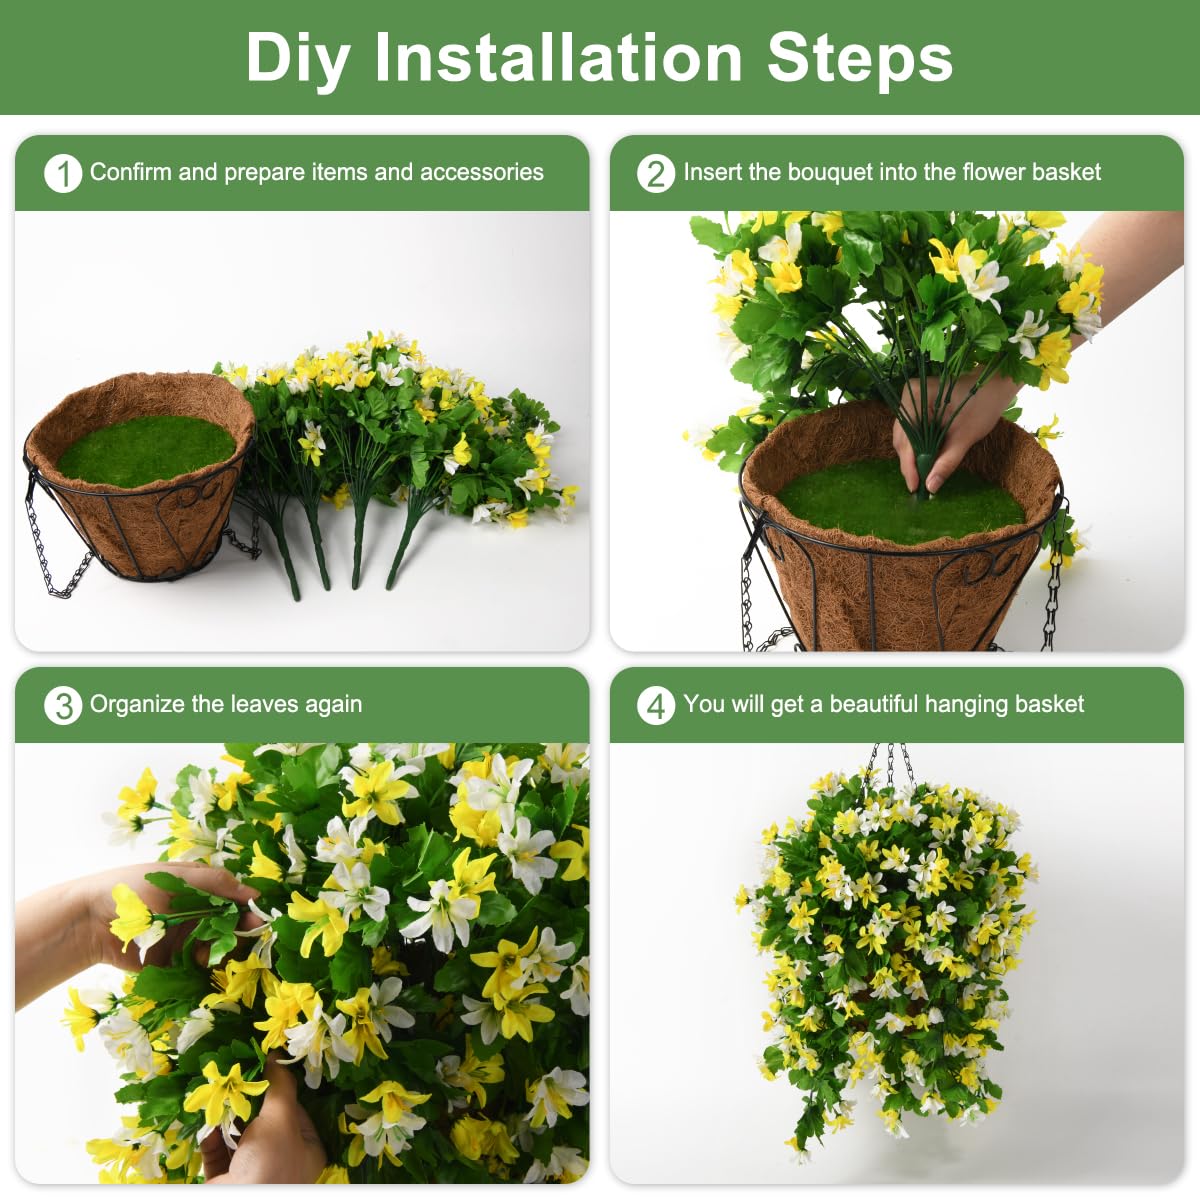 Diy Installation Steps
1 Confirm and prepare items and accessories
2 Insert the bouquet into the flower basket
3 Organize the leaves again
4 You will get a beautiful hanging basket